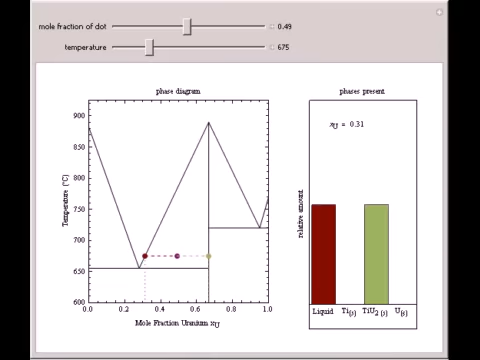 mole fraction of dot 0.49
temperature 675
phase diagram
900
850
800
750
700
650
600
0.0 0.2 0.4 0.6 0.8 1.0
Temperature (°C)
Mole Fraction Uranium xU
phases present
xU = 0.31
relative amount
Liquid Ti(s) TiU2 (s) U(s)